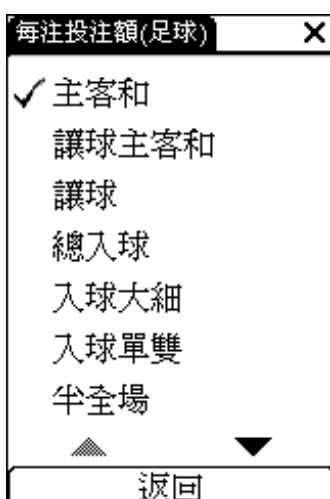 每注投注額(足球)
主客和
讓球主客和
讓球
總入球
入球大細
入球單雙
半全場
返回